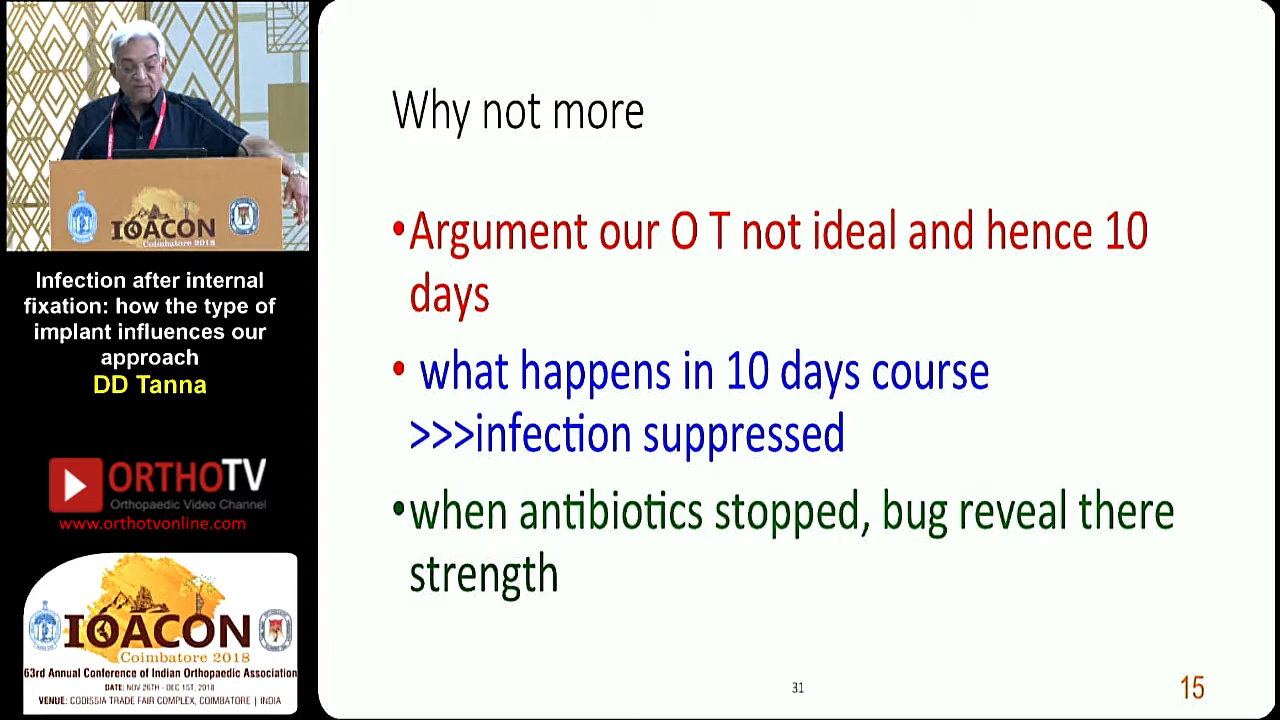 IOACON
Coimbatore 2018
Infection after internal
fixation: how the type of
implant influences our
approach
DD Tanna
ORTHOTV
Orthopaedic Video Channel
www.orthotvonline.com
IOACON
Coimbatore 2018
63rd Annual Conference of Indian Orthopaedic Association
DATE: NOV 26TH - DEC 1ST, 2018
VENUE: CODISSIA TRADE FAIR COMPLEX, COIMBATORE | INDIA
Why not more
•Argument our O T not ideal and hence 10
days
• what happens in 10 days course
>>>infection suppressed
•when antibiotics stopped, bug reveal there
strength
31
15